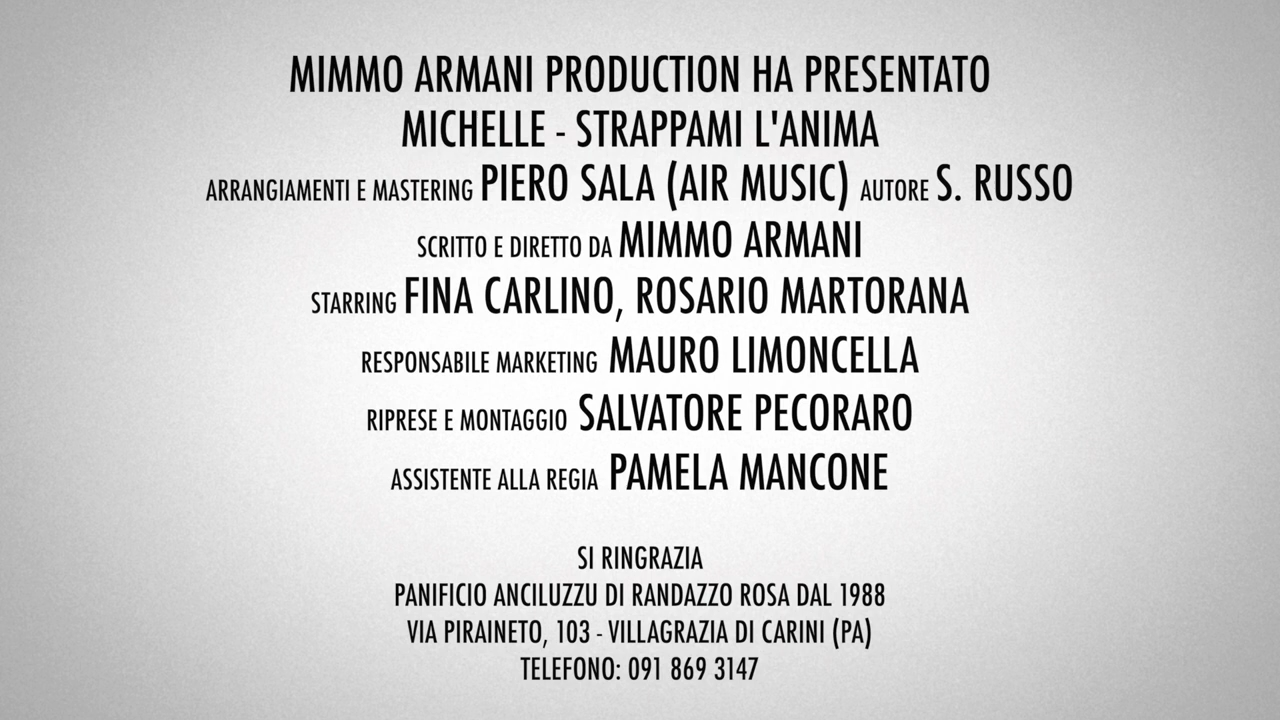 MIMMO ARMANI PRODUCTION HA PRESENTATO
MICHELLE - STRAPPAMI L'ANIMA
ARRANGIAMENTI E MASTERING PIERO SALA (AIR MUSIC) AUTORE S. RUSSO
SCRITTO E DIRETTO DA MIMMO ARMANI
STARRING FINA CARLINO, ROSARIO MARTORANA
RESPONSABILE MARKETING MAURO LIMONCELLA
RIPRESE E MONTAGGIO SALVATORE PECORARO
ASSISTENTE ALLA REGIA PAMELA MANCONE
SI RINGRAZIA
PANIFICIO ANCILUZZU DI RANDAZZO ROSA DAL 1988
VIA PIRAINETO, 103 - VILLAGRAZIA DI CARINI (PA)
TELEFONO: 091 869 3147